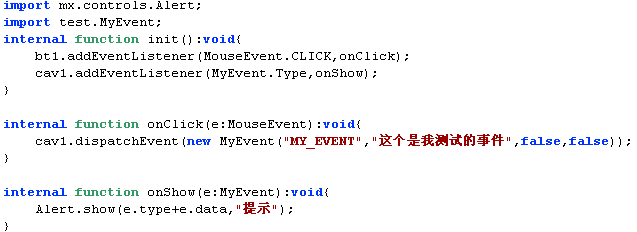 import mx.controls.Alert;
import test.MyEvent;
internal function init():void{
    bt1.addEventListener(MouseEvent.CLICK,onClick);
    cav1.addEventListener(MyEvent.Type,onShow);
}

internal function onClick(e:MouseEvent):void{
    cav1.dispatchEvent(new MyEvent("MY_EVENT","这个是我测试的事件",false,false));
}

internal function onShow(e:MyEvent):void{
    Alert.show(e.type+e.data,"提示");
}